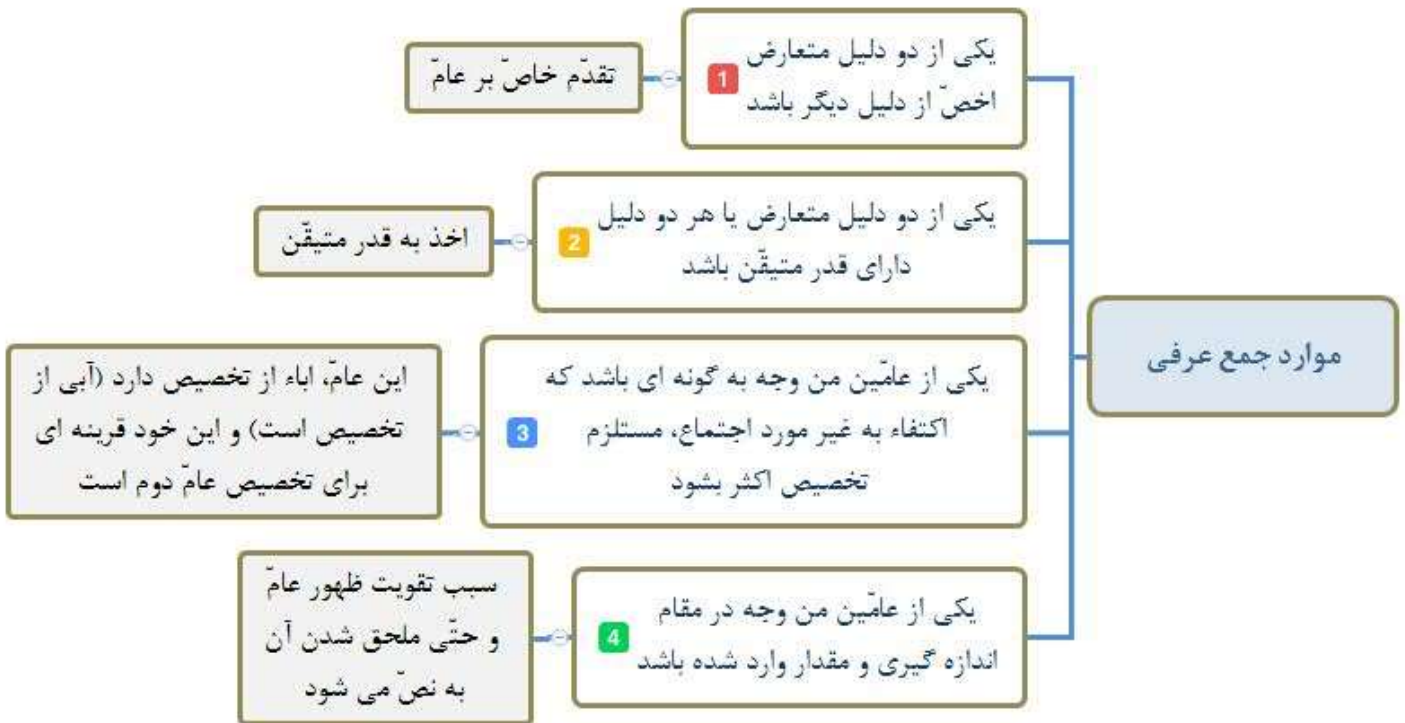 موارد جمع عرفی
یکی از دو دلیل متعارض
اخصّ از دلیل دیگر باشد
1
تقدّم خاصّ بر عامّ
یکی از دو دلیل متعارض یا هر دو دلیل
دارای قدر متیقّن باشد
2
اخذ به قدر متیقّن
یکی از عامّین من وجه به گونه ای باشد که
اکتفاء به غیر مورد اجتماع، مستلزم
تخصیص اکثر بشود
3
این عامّ، اباء از تخصیص دارد (آبی از
تخصیص است) و این خود قرینه ای
برای تخصیص عامّ دوم است
یکی از عامّین من وجه در مقام
اندازه گیری و مقدار وارد شده باشد
4
سبب تقویت ظهور عامّ
و حتّی ملحق شدن آن
به نصّ می شود